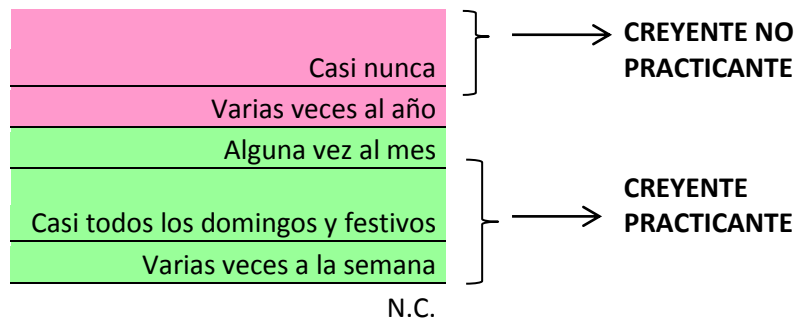 Casi nunca
Varias veces al año
Alguna vez al mes
Casi todos los domingos y festivos
Varias veces a la semana
N.C.
CREYENTE NO
PRACTICANTE
CREYENTE
PRACTICANTE